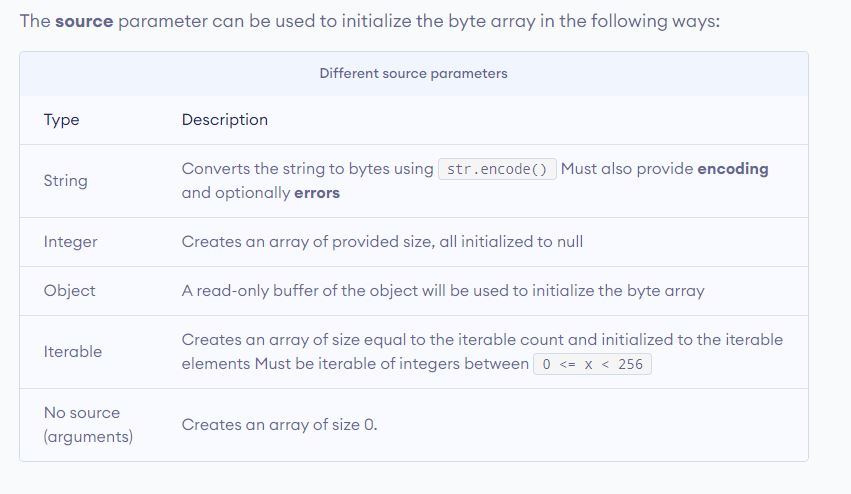 The source parameter can be used to initialize the byte array in the following ways:
Different source parameters
Type Description
String Converts the string to bytes using str.encode() Must also provide encoding
and optionally errors
Integer Creates an array of provided size, all initialized to null
Object A read-only buffer of the object will be used to initialize the byte array
Iterable Creates an array of size equal to the iterable count and initialized to the iterable
elements Must be iterable of integers between 0 <= x < 256
No source
(arguments) Creates an array of size 0.